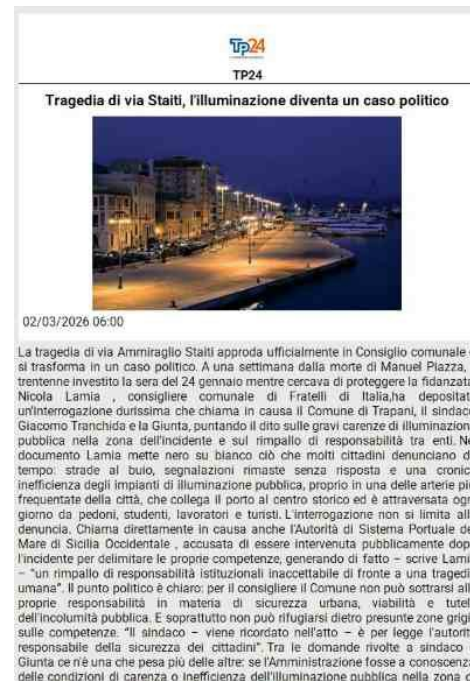 Tp24
TP24
Tragedia di via Staiti, l'illuminazione diventa un caso politico
02/03/2026 06:00
La tragedia di via Ammiraglio Staiti approda ufficialmente in Consiglio comunale
si trasforma in un caso politico. A una settimana dalla morte di Manuel Piazza,
trentenne investito la sera del 24 gennaio mentre cercava di proteggere la fidanzata
Nicola Lamia , consigliere comunale di Fratelli di Italia,ha depositat
un'interrogazione durissima che chiama in causa il Comune di Trapani, il sindaco
Giacomo Tranchida e la Giunta, puntando il dito sulle gravi carenze di illuminazion
pubblica nella zona dell'incidente e sul rimpallo di responsabilità tra enti. Ne
documento Lamia mette nero su bianco ciò che molti cittadini denunciano d
tempo: strade al buio, segnalazioni rimaste senza risposta e una cronic
inefficienza degli impianti di illuminazione pubblica, proprio in una delle arterie pi
frequentate della città, che collega il porto al centro storico ed è attraversata ogn
giorno da pedoni, studenti, lavoratori e turisti. L'interrogazione non si limita all
denuncia. Chiama direttamente in causa anche l'Autorità di Sistema Portuale de
Mare di Sicilia Occidentale , accusata di essere intervenuta pubblicamente dop
l'incidente per delimitare le proprie competenze, generando di fatto – scrive Lami
– "un rimpallo di responsabilità istituzionali inaccettabile di fronte a una tragedi
umana". Il punto politico è chiaro: per il consigliere il Comune non può sottrarsi all
proprie responsabilità in materia di sicurezza urbana, viabilità e tutel
dell'incolumità pubblica. E soprattutto non può rifugiarsi dietro presunte zone grigi
sulle competenze. "Il sindaco – viene ricordato nell'atto – è per legge l'autorit
responsabile della sicurezza dei cittadini". Tra le domande rivolte a sindaco
Giunta ce n'è una che pesa più delle altre: se l'Amministrazione fosse a conoscenz
delle condizioni di carenza o inefficienza dell'illuminazione pubblica nella zona d